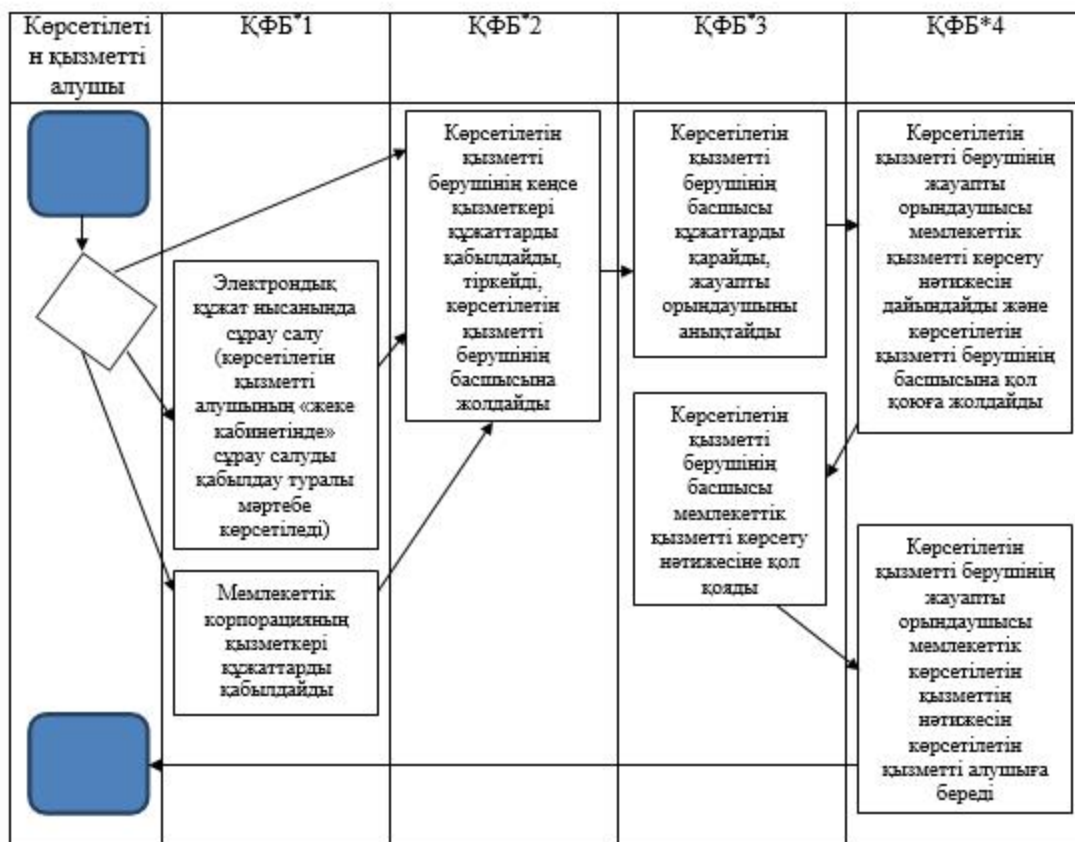 Көрсетілеті
н қызметті
алушы
ҚФБ*1
ҚФБ*2
ҚФБ*3
ҚФБ*4
Электрондық
құжат нысанында
сұрау салу
(көрсетілетін
қызметті
алушының «жеке
кабинетінде»
сұрау салуды
қабылдау туралы
мәртебе
көрсетіледі)
Мемлекеттік
корпорацияның
қызметкері
құжаттарды
қабылдайды
Көрсетілетін
қызметті
берушінің кеңсе
қызметкері
құжаттарды
қабылдайды,
тіркейді,
көрсетілетін
қызметті
берушінің
басшысына
жолдайды
Көрсетілетін
қызметті
берушінің
басшысы
құжаттарды
қарайды,
жауапты
орындаушыны
анықтайды
Көрсетілетін
қызметті
берушінің
басшысы
мемлекеттік
қызметті көрсету
нәтижесіне қол
қояды
Көрсетілетін
қызметті берушінің
жауапты
орындаушысы
мемлекеттік
қызметті көрсету
нәтижесін
дайындайды және
көрсетілетін
қызметті берушінің
басшысына қол
қоюға жолдайды
Көрсетілетін
қызметті берушінің
жауапты
орындаушысы
мемлекеттік
көрсетілетін
қызметтің
нәтижесін
көрсетілетін
қызметті алушыға
береді